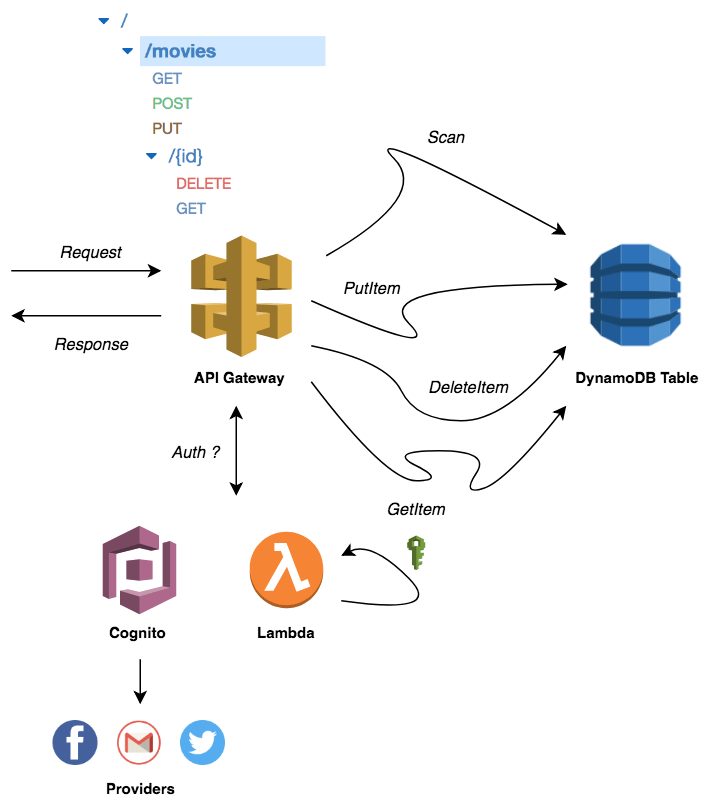 /
/movies
GET
POST
PUT
/{id}
DELETE
GET
Scan
Request
PutItem
Response
API Gateway
DynamoDB Table
DeleteItem
Auth ?
GetItem
Cognito
Lambda
Providers